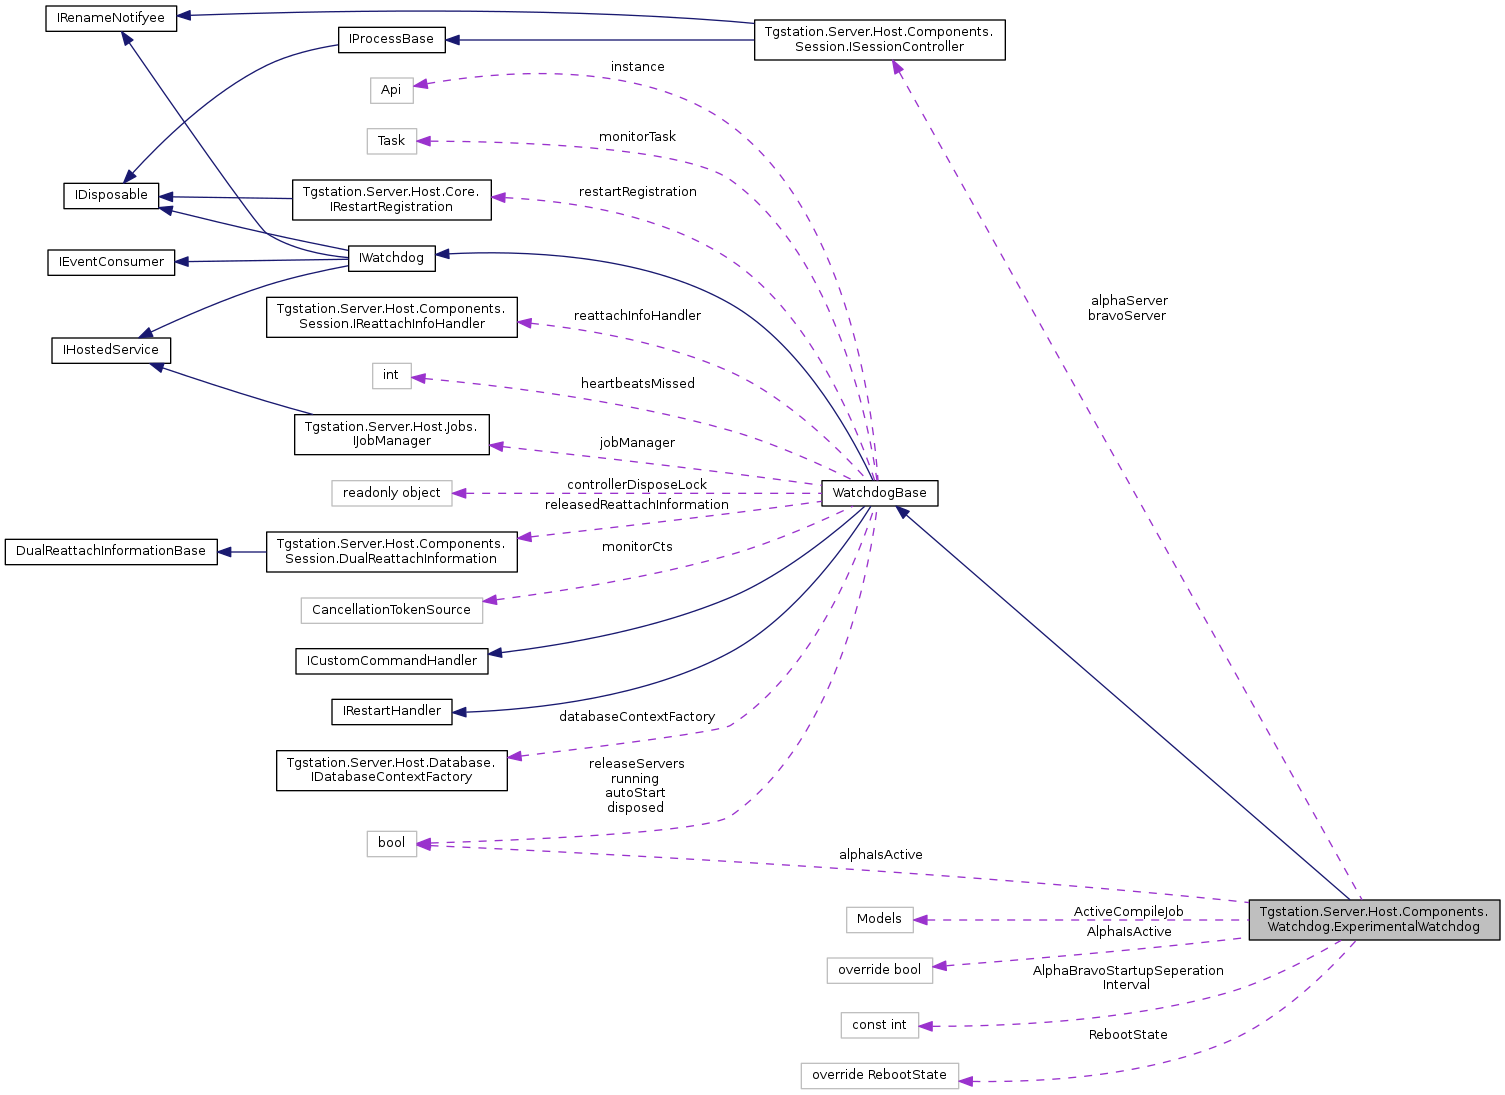 IRenameNotifyee
Tgstation.Server.Host.Components.
Session.ISessionController
IProcessBase
instance
Api
monitorTask
Task
restartRegistration
IDisposable
Tgstation.Server.Host.Core.
IRestartRegistration
IEventConsumer
IWatchdog
alphaServer
bravoServer
Tgstation.Server.Host.Components.
Session.IReattachInfoHandler
reattachInfoHandler
IHostedService
int
heartbeatsMissed
Tgstation.Server.Host.Jobs.
IJobManager
jobManager
readonly object
controllerDisposeLock
WatchdogBase
releasedReattachInformation
DualReattachInformationBase
Tgstation.Server.Host.Components.
Session.DualReattachInformation
monitorCts
CancellationTokenSource
ICustomCommandHandler
IRestartHandler
databaseContextFactory
Tgstation.Server.Host.Database.
IDatabaseContextFactory
releaseServers
running
autoStart
disposed
bool
alphaIsActive
Models
ActiveCompileJob
Tgstation.Server.Host.Components.
Watchdog.ExperimentalWatchdog
AlphaIsActive
override bool
AlphaBravoStartupSeperation
Interval
const int
RebootState
override RebootState